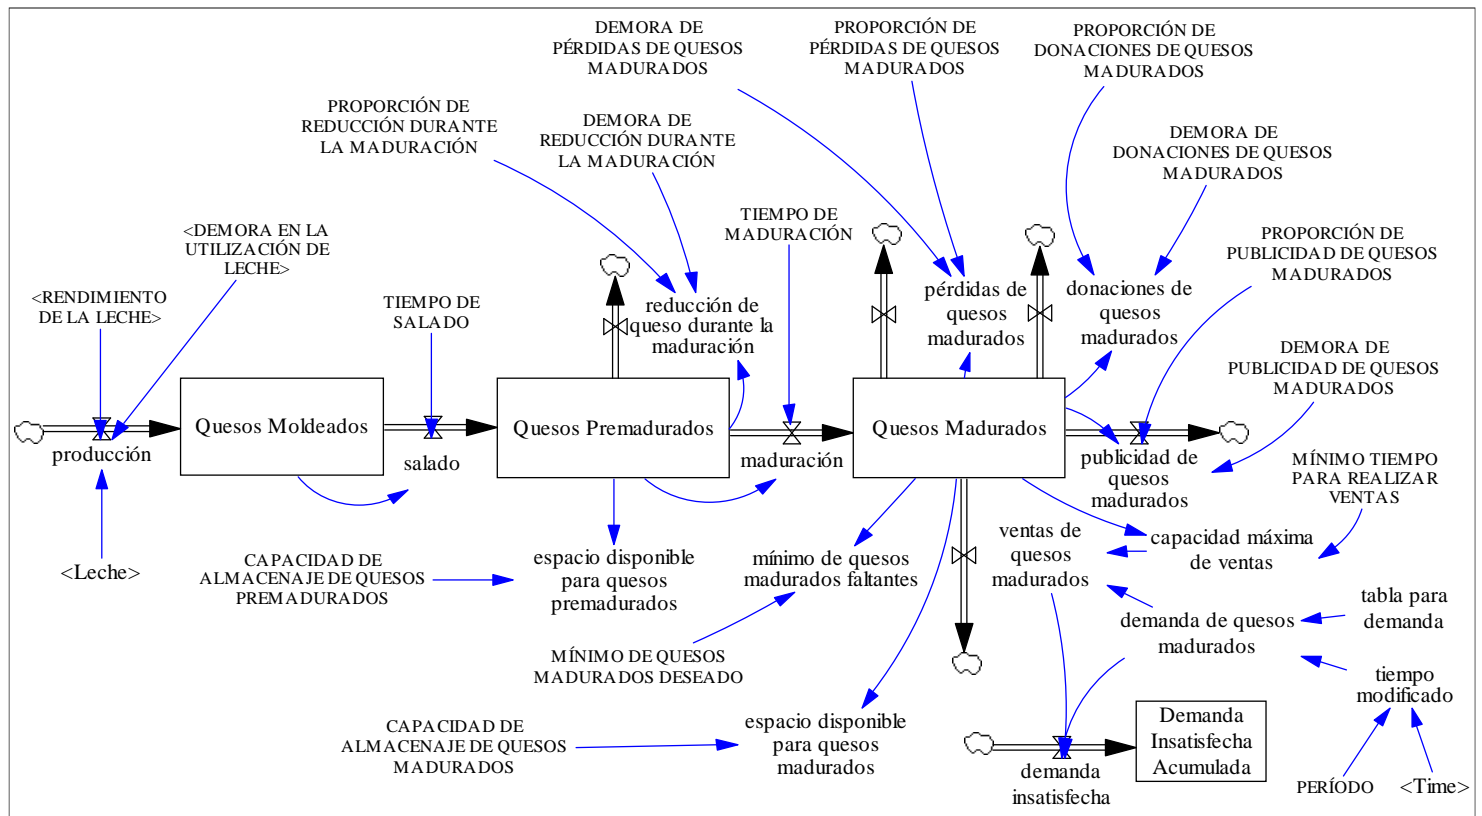 DEMORA DE
PÉRDIDAS DE QUESOS
MADURADOS
PROPORCIÓN DE
PÉRDIDAS DE QUESOS
MADURADOS
PROPORCIÓN DE
DONACIONES DE QUESOS
MADURADOS
PROPORCIÓN DE
REDUCCIÓN DURANTE
LA MADURACIÓN
DEMORA DE
REDUCCIÓN DURANTE
LA MADURACIÓN
DEMORA DE
DONACIONES DE QUESOS
MADURADOS
<DEMORA EN LA
UTILIZACIÓN DE
LECHE>
TIEMPO DE
MADURACIÓN
PROPORCIÓN DE
PUBLICIDAD DE QUESOS
MADURADOS
<RENDIMIENTO
DE LA LECHE>
TIEMPO DE
SALADO
reducción de
queso durante la
maduración
pérdidas de
quesos
madurados
donaciones de
quesos
madurados
DEMORA DE
PUBLICIDAD DE QUESOS
MADURADOS
Quesos Moldeados
Quesos Premadurados
Quesos Madurados
producción
salado
maduración
publicidad de
quesos
madurados
MÍNIMO TIEMPO
PARA REALIZAR
VENTAS
<Leche>
CAPACIDAD DE
ALMACENAJE DE QUESOS
PREMADURADOS
espacio disponible
para quesos
premadurados
mínimo de quesos
madurados faltantes
ventas de
quesos
madurados
capacidad máxima
de ventas
demanda de quesos
madurados
tabla para
demanda
MÍNIMO DE QUESOS
MADURADOS DESEADO
tiempo
modificado
CAPACIDAD DE
ALMACENAJE DE QUESOS
MADURADOS
espacio disponible
para quesos
madurados
Demanda
Insatisfecha
Acumulada
demanda
insatisfecha
PERÍODO
<Time>